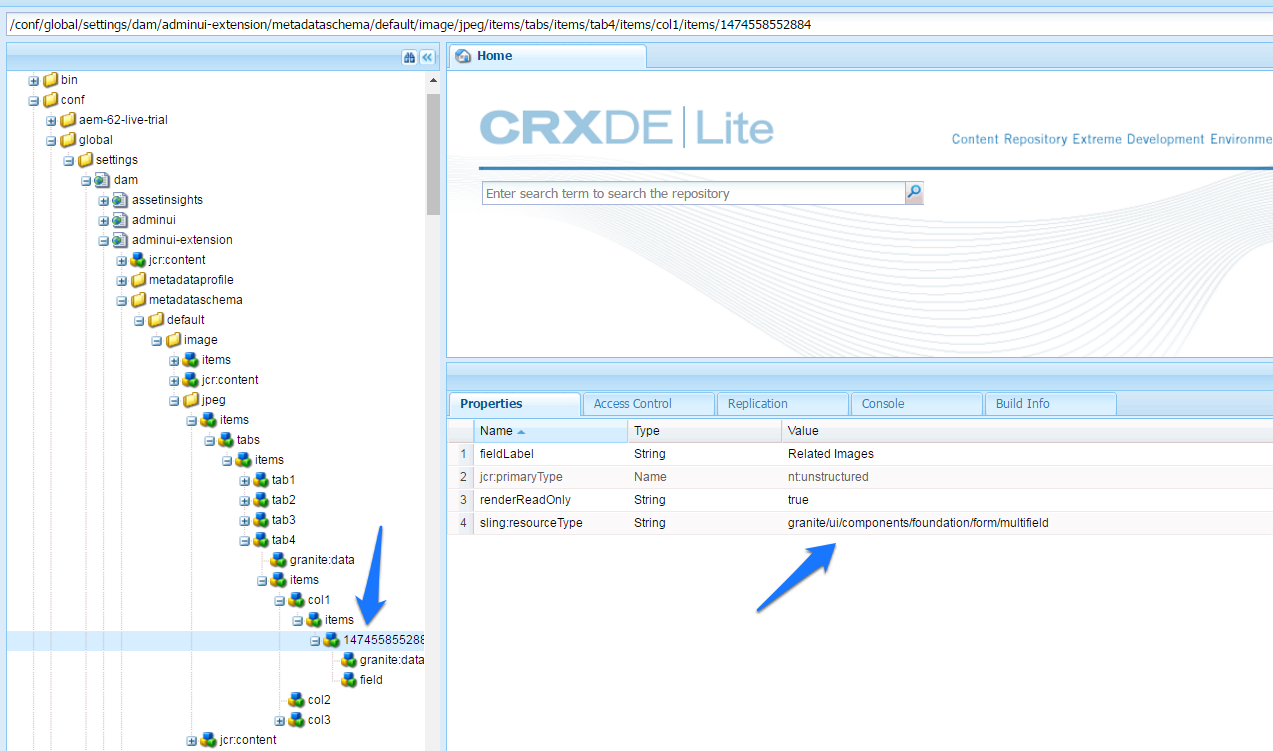 /conf/global/settings/dam/adminui-extension/metadataschema/default/image/jpeg/items/tabs/items/tab4/items/col1/items/1474558552884
bin
conf
aem-62-live-trial
global
settings
dam
assetinsights
adminui
adminui-extension
jcr:content
metadataprofile
metadataschema
default
image
items
jcr:content
jpeg
items
tabs
items
tab1
tab2
tab3
tab4
granite:data
items
col1
items
147455855288
granite:data
field
col2
col3
jcr:content
Home
CRXDE Lite
Content Repository Extreme Development Environme
Enter search term to search the repository
Properties Access Control Replication Console Build Info
Name Type Value
1 fieldLabel String Related Images
2 jcr:primaryType Name nt:unstructured
3 renderReadOnly String true
4 sling:resourceType String granite/ui/components/foundation/form/multifield